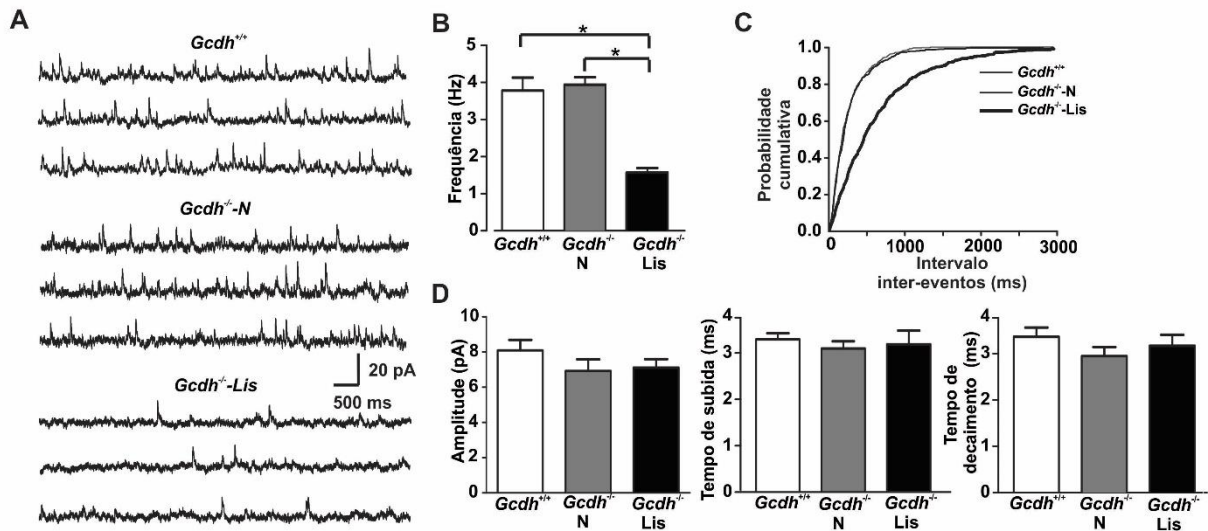 A
Gcdh+/+
Gcdh-/--N
20 pA
500 ms
Gcdh-/--Lis
B
* 
*
Frequência (Hz)
5
4
3
2
1
0
Gcdh+/+ Gcdh-/- Gcdh-/-
N Lis
C
Probabilidade
cumulativa
1.0
0.8
0.6
0.4
0.2
0.0
Gcdh+/+
Gcdh-/--N
Gcdh-/--Lis
0 1000 2000 3000
Intervalo
inter-eventos (ms)
D
Amplitude (pA)
10
8
6
4
2
0
Gcdh+/+ Gcdh-/- Gcdh-/-
N Lis
Tempo de subida (ms)
4
3
2
1
0
Gcdh+/+ Gcdh-/- Gcdh-/-
N Lis
Tempo de
decaimento (ms)
4
3
2
1
0
Gcdh+/+ Gcdh-/- Gcdh-/-
N Lis